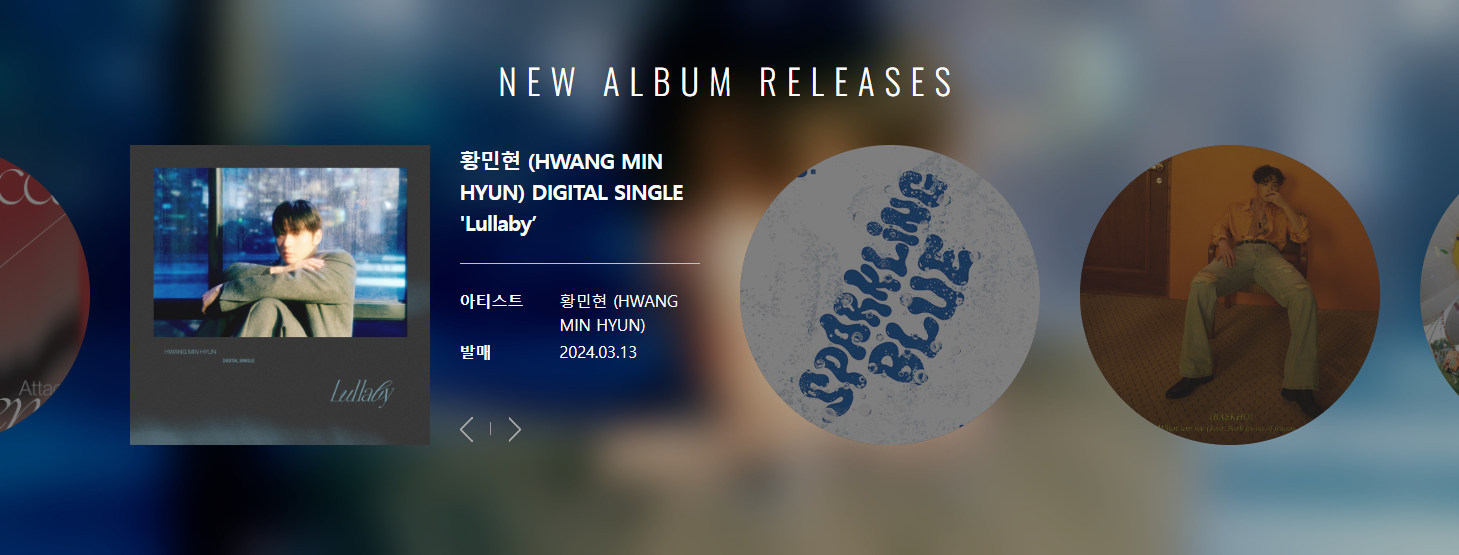 NEW ALBUM RELEASES
황민현 (HWANG MIN
HYUN) DIGITAL SINGLE
'Lullaby’
아티스트 황민현 (HWANG
MIN HYUN)
발매 2024.03.13
HWANG MIN HYUN
DIGITAL SINGLE
Lullaby
SPARKLING
BLUE
(BAEKHO)
Attac